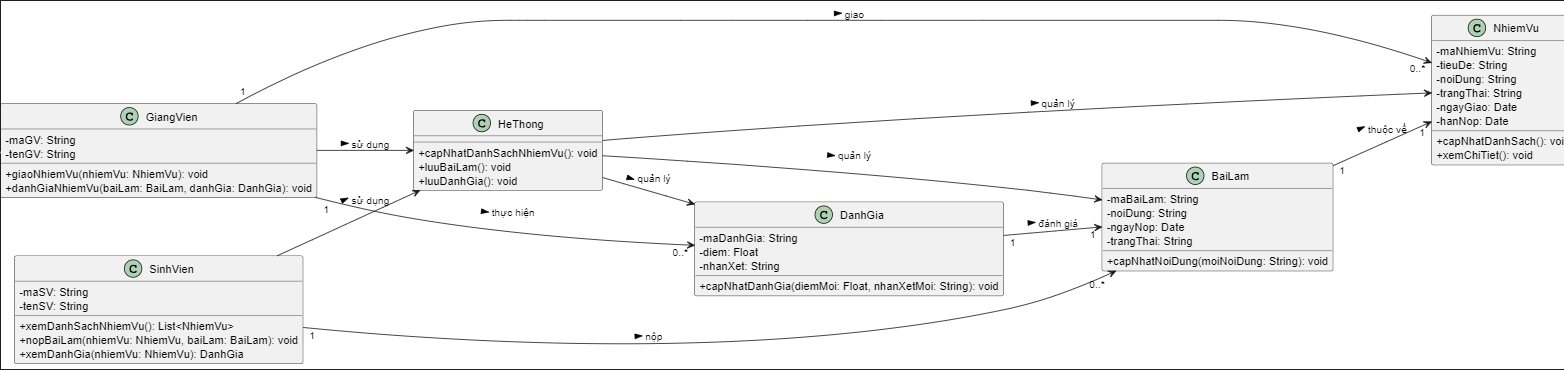 giao
1
0..*
C NhiemVu
-maNhiemVu: String
-tieuDe: String
-noiDung: String
-trangThai: String
-ngayGiao: Date
-hanNop: Date
+capNhatDanhSach():
+xemChiTiet(): void
C GiangVien
-maGV: String
-tenGV: String
+giaoNhiemVu(nhiemVu: NhiemVu): void
+danhGiaNhiemVu(baiLam: BaiLam, danhGia: DanhGia): void
sử dụng
C HeThong
+capNhatDanhSachNhiemVu(): void
+luuBaiLam(): void
+luuDanhGia(): void
quản lý
quản lý
quản lý
thuộc về
1
1
sử dụng
1
thực hiện
0..*
C DanhGia
-maDanhGia: String
-diem: Float
-nhanXet: String
+capNhatDanhGia(diemMoi: Float, nhanXetMoi: String): void
đánh giá
1
1
C BaiLam
-maBaiLam: String
-noiDung: String
-ngayNop: Date
-trangThai: String
+capNhatNoiDung(moiNoiDung: String): void
C SinhVien
-maSV: String
-tenSV: String
+xemDanhSachNhiemVu(): List<NhiemVu>
+nopBaiLam(nhiemVu: NhiemVu, baiLam: BaiLam): void
+xemDanhGia(nhiemVu: NhiemVu): DanhGia
1
nộp
0..*